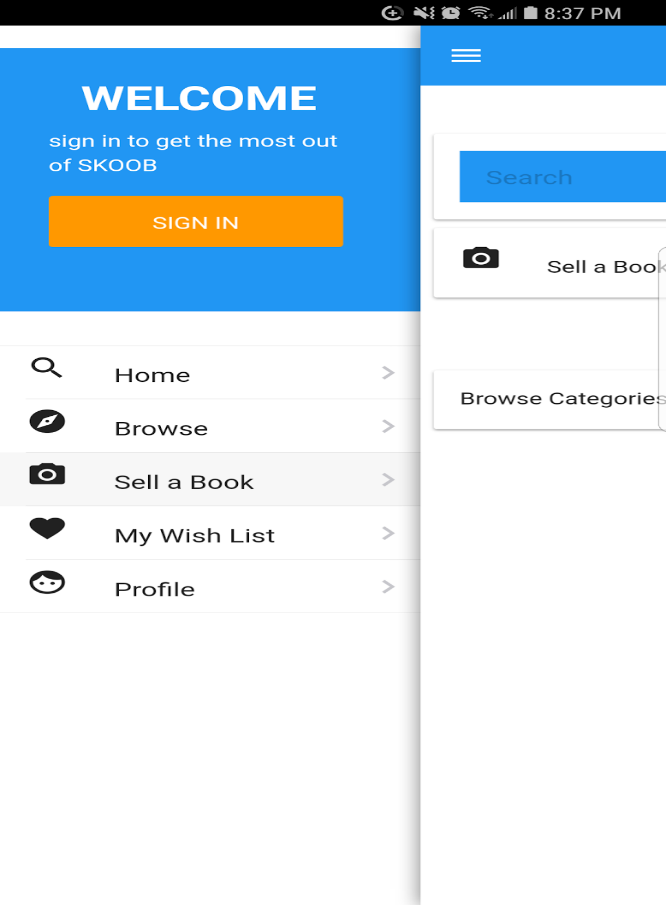 8:37 PM
WELCOME
sign in to get the most out
of SKOOB
SIGN IN
Home
Browse
Sell a Book
My Wish List
Profile
Search
Sell a Book
Browse Categories